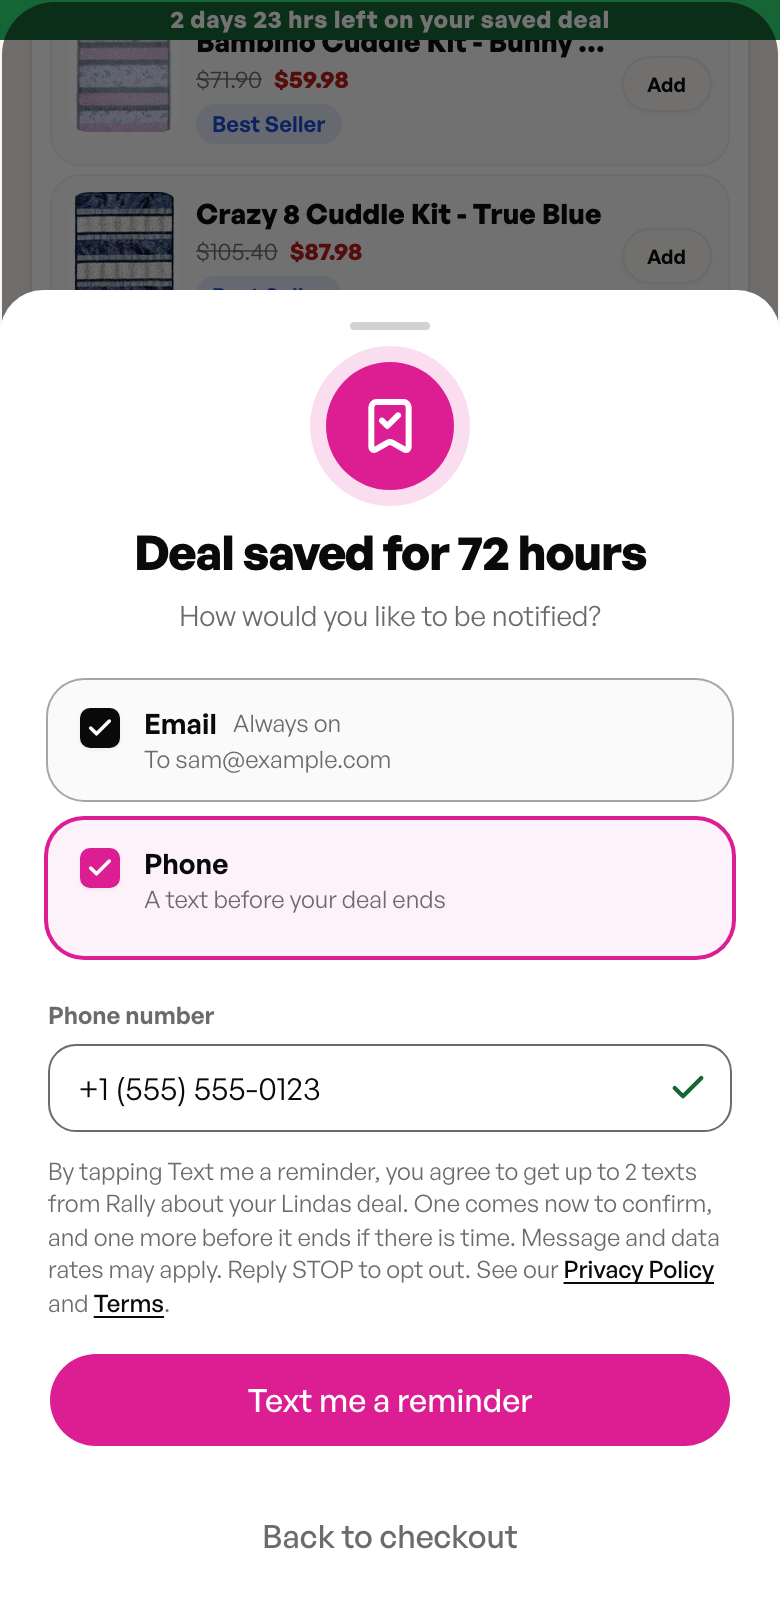 2 days 23 hrs left on your saved deal
Bambino Cuddle Kit - Bunny ...
$71.90 $59.98
Add
Best Seller
Crazy 8 Cuddle Kit - True Blue
$105.40 $87.98
Add
Deal saved for 72 hours
How would you like to be notified?
Email Always on
To sam@example.com
Phone
A text before your deal ends
Phone number
+1 (555) 555-0123
By tapping Text me a reminder, you agree to get up to 2 texts
from Rally about your Lindas deal. One comes now to confirm,
and one more before it ends if there is time. Message and data
rates may apply. Reply STOP to opt out. See our Privacy Policy
and Terms.
Text me a reminder
Back to checkout